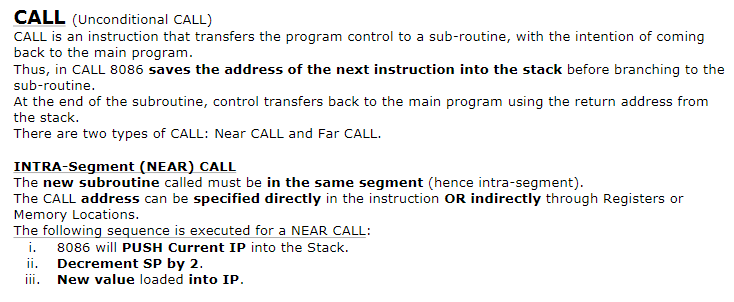 CALL (Unconditional CALL)
CALL is an instruction that transfers the program control to a sub-routine, with the intention of coming
back to the main program.
Thus, in CALL 8086 saves the address of the next instruction into the stack before branching to the
sub-routine.
At the end of the subroutine, control transfers back to the main program using the return address from
the stack.
There are two types of CALL: Near CALL and Far CALL.
INTRA-Segment (NEAR) CALL
The new subroutine called must be in the same segment (hence intra-segment).
The CALL address can be specified directly in the instruction OR indirectly through Registers or
Memory Locations.
The following sequence is executed for a NEAR CALL:
i. 8086 will PUSH Current IP into the Stack.
ii. Decrement SP by 2.
iii. New value loaded into IP.